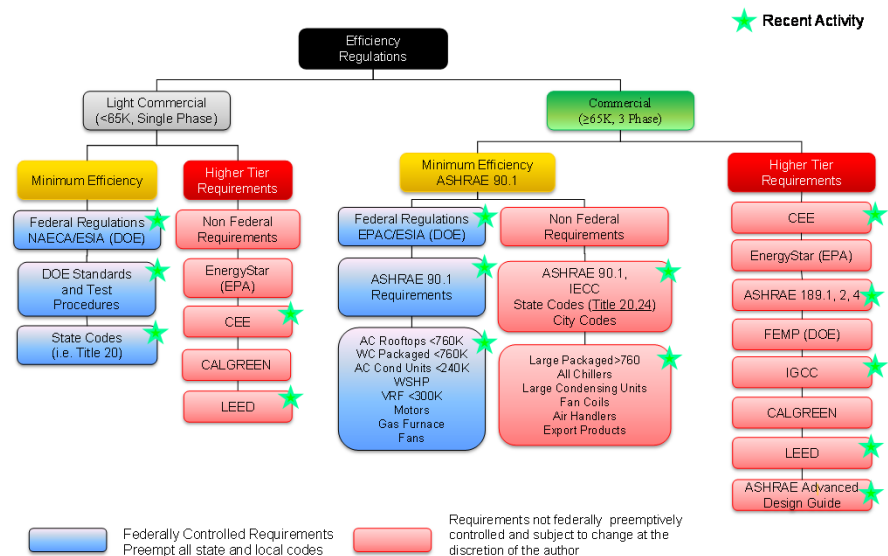 Recent Activity
Efficiency
Regulations
Light Commercial
(<65K, Single Phase)
Commercial
(≥65K, 3 Phase)
Minimum Efficiency
Higher Tier
Requirements
Minimum Efficiency
ASHRAE 90.1
Higher Tier
Requirements
Federal Regulations
NAECA/ESIA (DOE)
DOE Standards
and Test
Procedures
State Codes
(i.e. Title 20)
Non Federal
Requirements
EnergyStar
(EPA)
CEE
CALGREEN
LEED
Federal Regulations
EPAC/ESIA (DOE)
ASHRAE 90.1
Requirements
AC Rooftops <760K
WC Packaged <760K
AC Cond Units <240K
WSHP
VRF <300K
Motors
Gas Furnace
Fans
Non Federal
Requirements
ASHRAE 90.1,
IECC
State Codes (Title 20,24)
City Codes
Large Packaged>760
All Chillers
Large Condensing Units
Fan Coils
Air Handlers
Export Products
CEE
EnergyStar (EPA)
ASHRAE 189.1, 2, 4
FEMP (DOE)
IGCC
CALGREEN
LEED
ASHRAE Advanced
Design Guide
Federally Controlled Requirements
Preempt all state and local codes
Requirements not federally preemptively
controlled and subject to change at the
discretion of the author